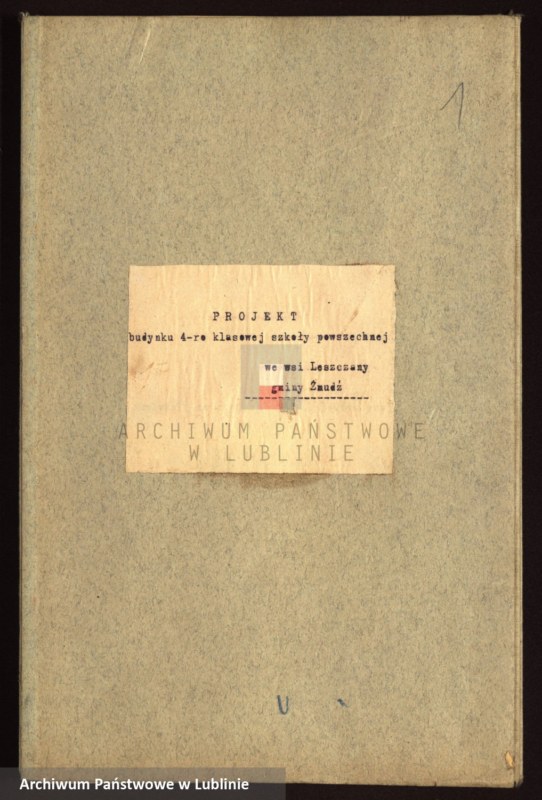 1
PROJEKT
budynku 4-ro klasowej szkoły powszechnej
we wsi Leszczany
gminy Żmudź
ARCHIWUM PAŃSTWOWE
W LUBLINIE
U
Archiwum Państwowe w Lublinie